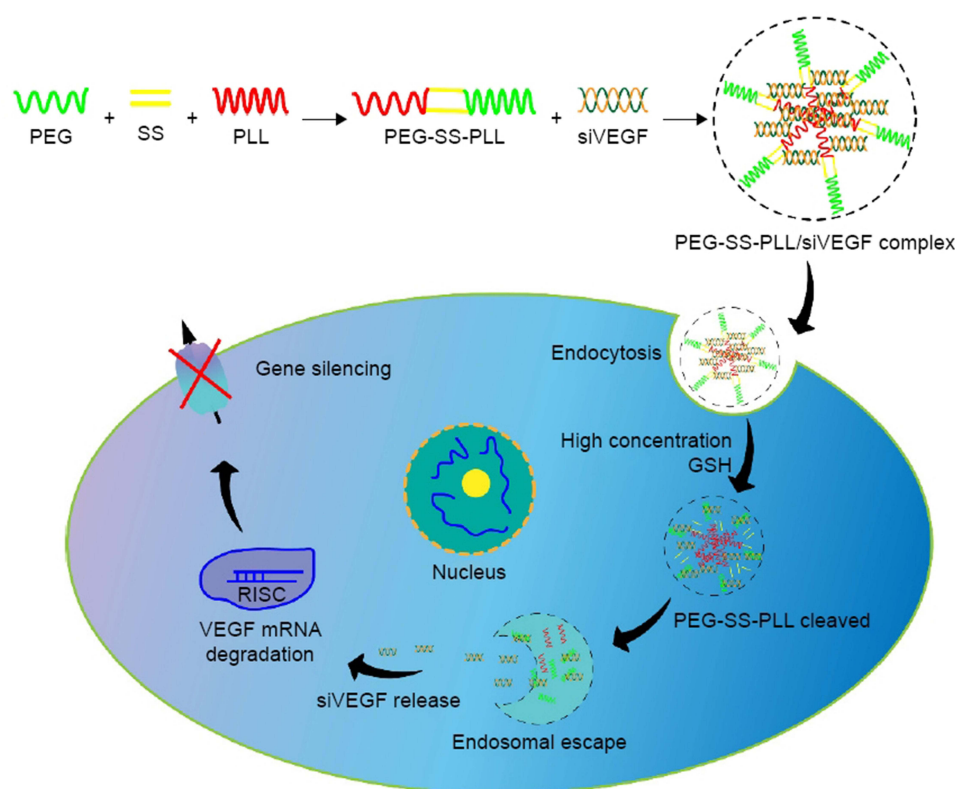 PEG + SS + PLL PEG-SS-PLL + siVEGF
PEG-SS-PLL/siVEGF complex
Endocytosis
Gene silencing
High concentration
GSH
Nucleus
PEG-SS-PLL cleaved
RISC
VEGF mRNA
degradation
siVEGF release
Endosomal escape